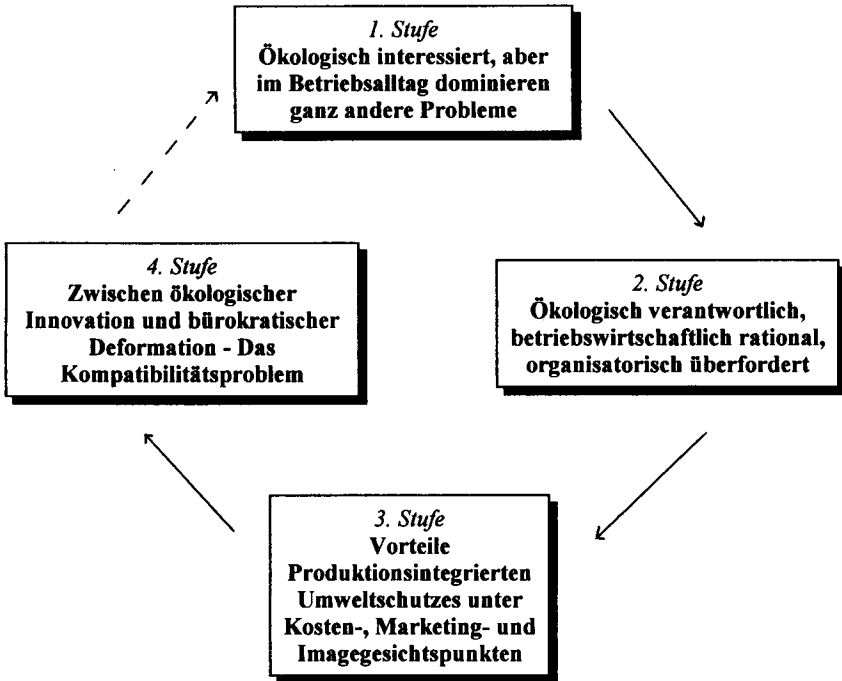 1. Stufe
Ökologisch interessiert, aber
im Betriebsalltag dominieren
ganz andere Probleme
2. Stufe
Ökologisch verantwortlich,
betriebswirtschaftlich rational,
organisatorisch überfordert
3. Stufe
Vorteile
Produktionsintegrierten
Umweltschutzes unter
Kosten-, Marketing- und
Imagegesichtspunkten
4. Stufe
Zwischen ökologischer
Innovation und bürokratischer
Deformation - Das
Kompatibilitätsproblem